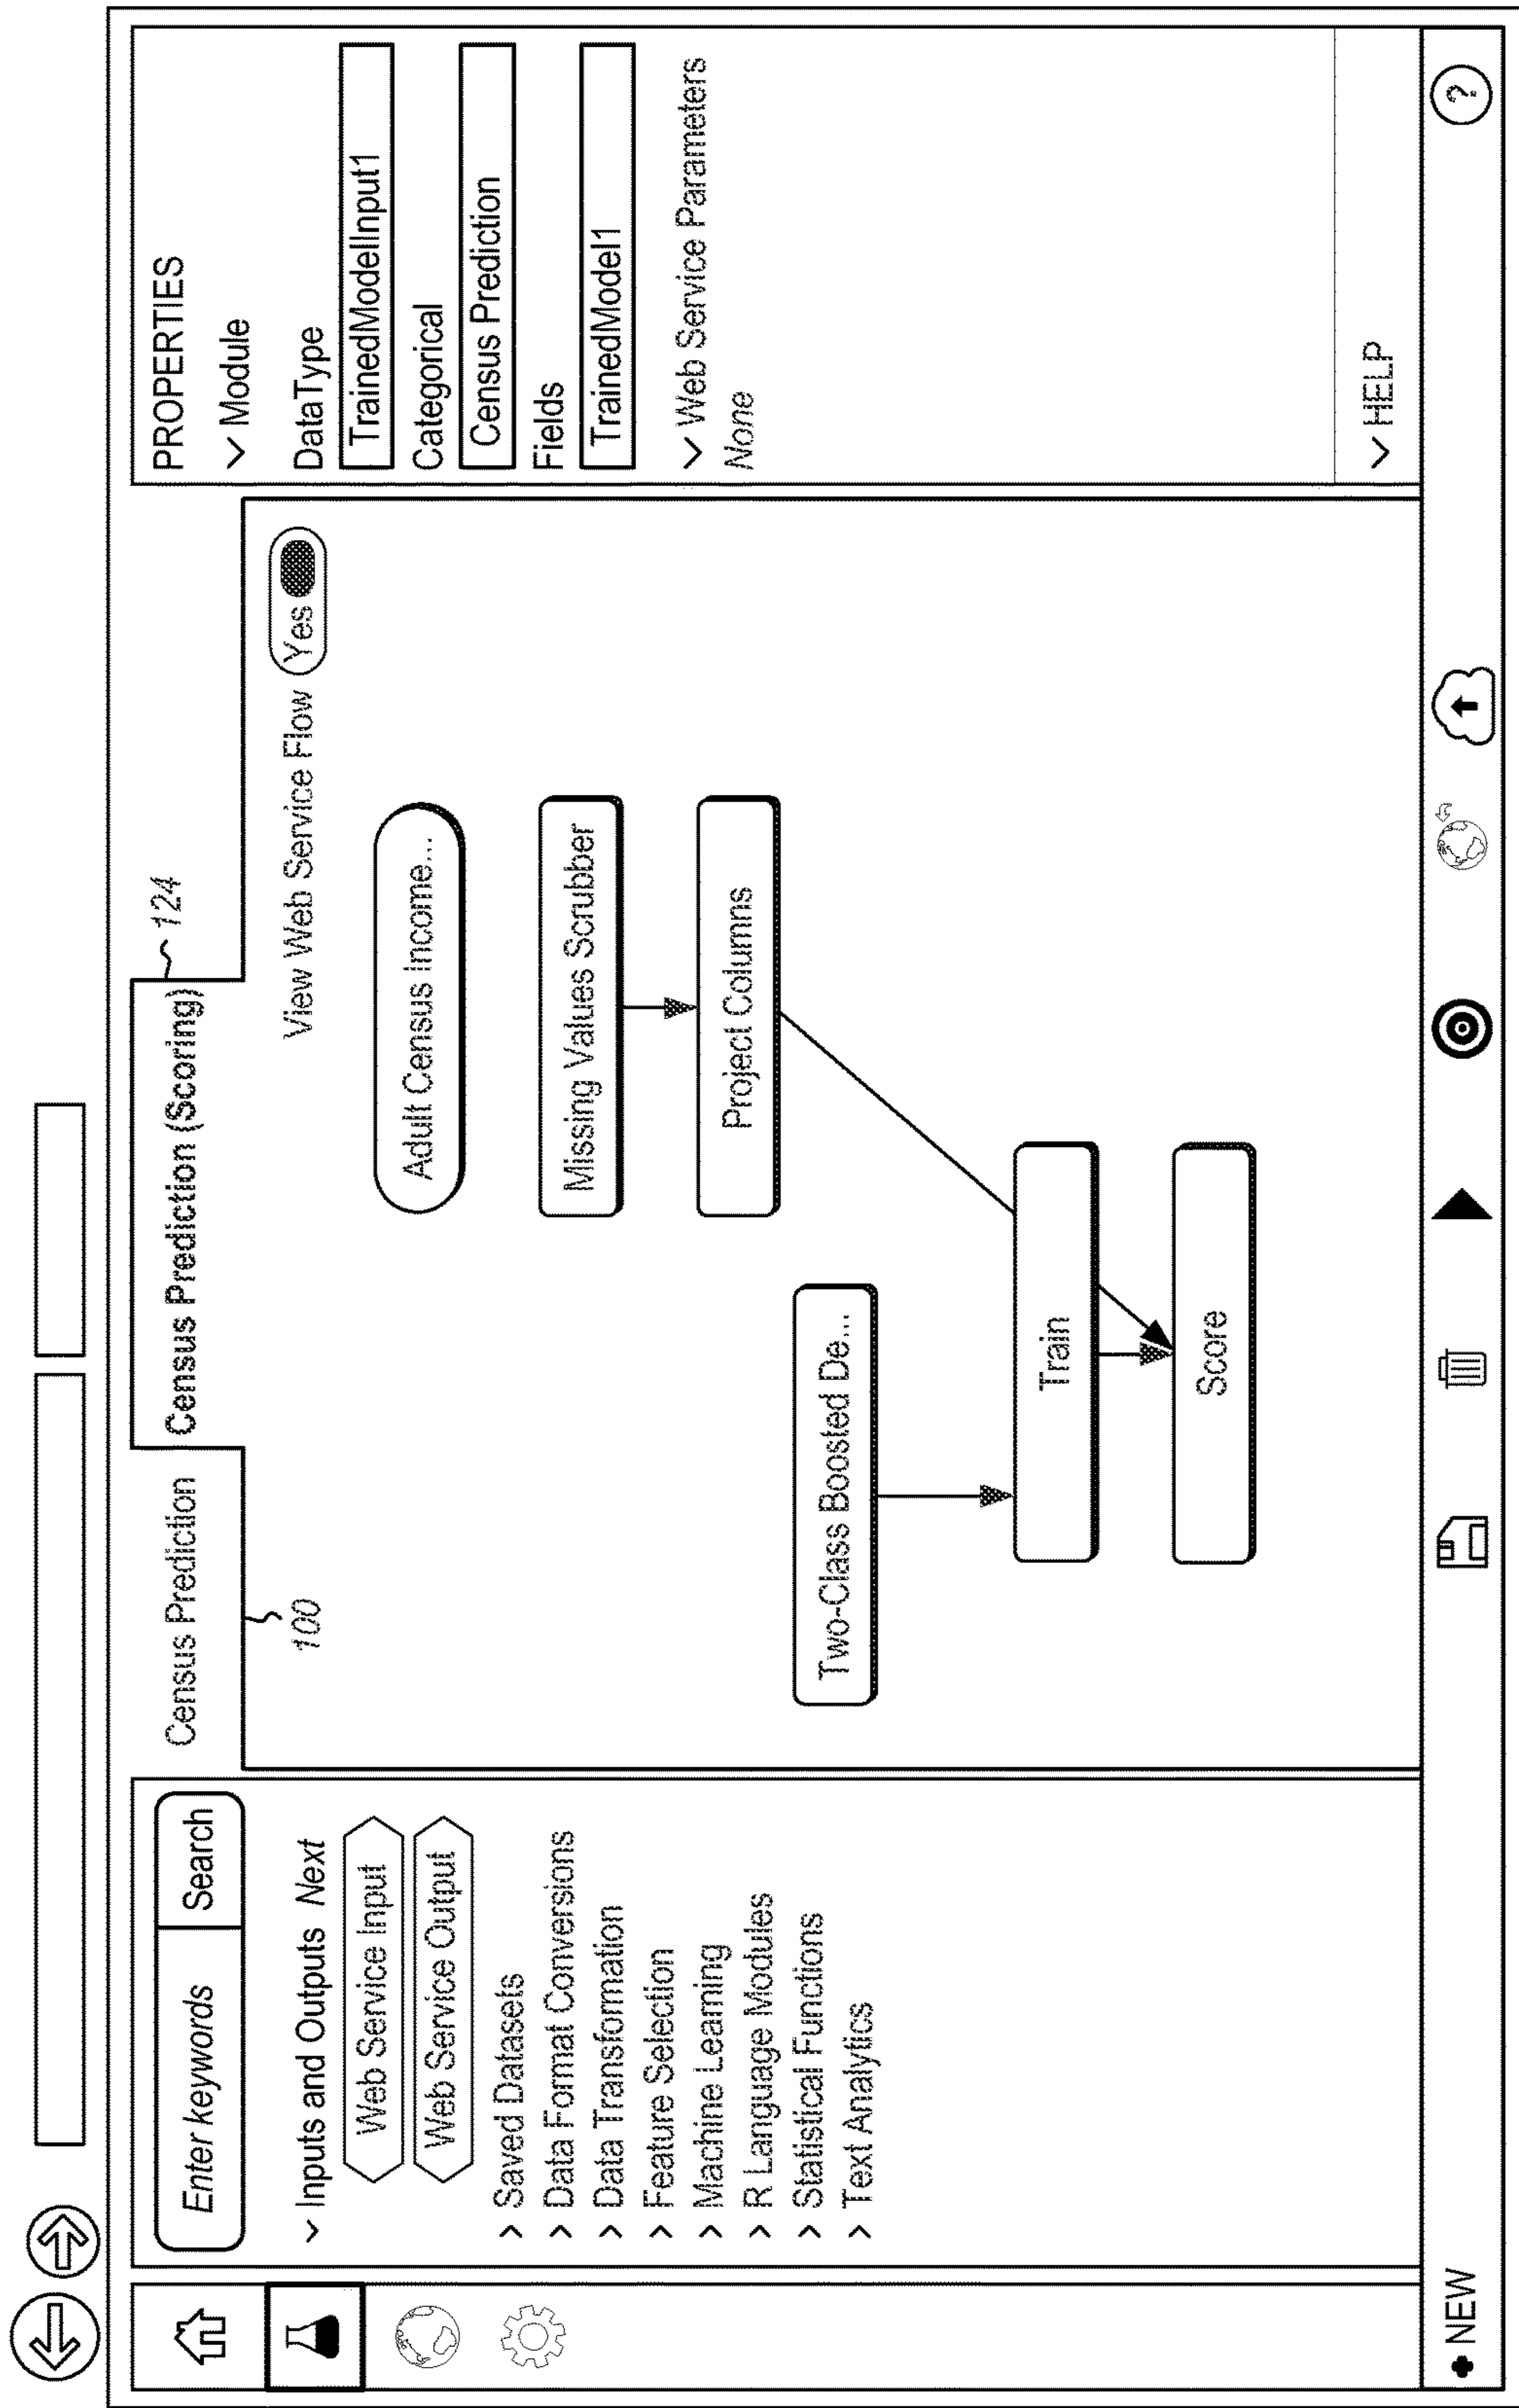 Enter keywords Search
Inputs and Outputs Next
Web Service Input
Web Service Output
Saved Datasets
Data Format Conversions
Data Transformation
Feature Selection
Machine Learning
R Language Modules
Statistical Functions
Text Analytics
Census Prediction Census Prediction (Scoring) 124
100
View Web Service Flow Yes
Adult Census Income...
Missing Values Scrubber
Project Columns
Two-Class Boosted De...
Train
Score
PROPERTIES
Module
DataType
TrainedModelInput1
Categorical
Census Prediction
Fields
TrainedModel1
Web Service Parameters
None
HELP
NEW ?